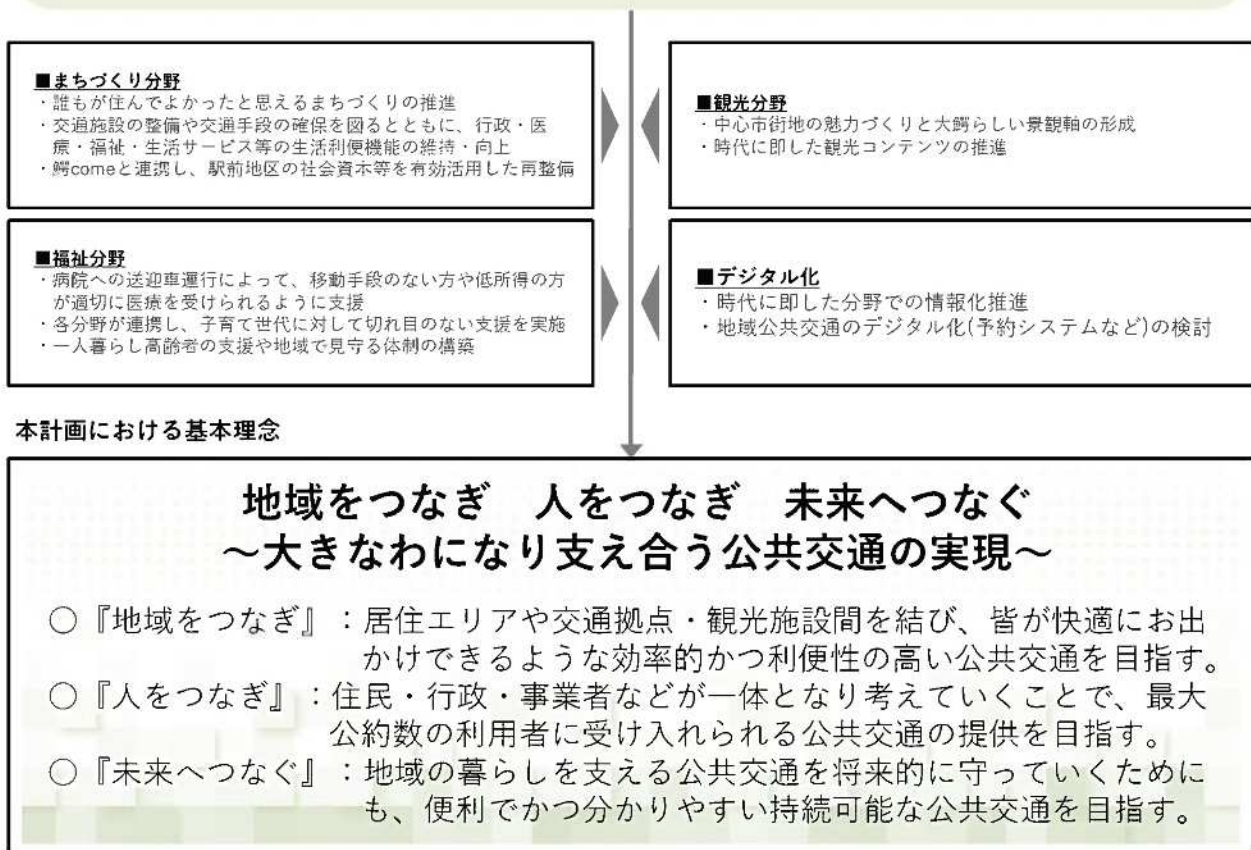 ■まちづくり分野
・誰もが住んでよかったと思えるまちづくりの推進
・交通施設の整備や交通手段の確保を図るとともに、行政・医
療・福祉・生活サービス等の生活利便機能の維持・向上
・鰐comeと連携し、駅前地区の社会資本等を有効活用した再整備
■観光分野
・中心市街地の魅力づくりと大鰐らしい景観軸の形成
・時代に即した観光コンテンツの推進
■福祉分野
・病院への送迎車運行によって、移動手段のない方や低所得の方
が適切に医療を受けられるように支援
・各分野が連携し、子育て世代に対して切れ目のない支援を実施
・一人暮らし高齢者の支援や地域で見守る体制の構築
■デジタル化
・時代に即した分野での情報化推進
・地域公共交通のデジタル化(予約システムなど)の検討
本計画における基本理念
地域をつなぎ　人をつなぎ　未来へつなぐ
～大きなわになり支え合う公共交通の実現～
○『地域をつなぎ』：居住エリアや交通拠点・観光施設間を結び、皆が快適にお出
かけできるような効率的かつ利便性の高い公共交通を目指す。
○『人をつなぎ』：住民・行政・事業者などが一体となり考えていくことで、最大
公約数の利用者に受け入れられる公共交通の提供を目指す。
○『未来へつなぐ』：地域の暮らしを支える公共交通を将来的に守っていくために
も、便利でかつ分かりやすい持続可能な公共交通を目指す。